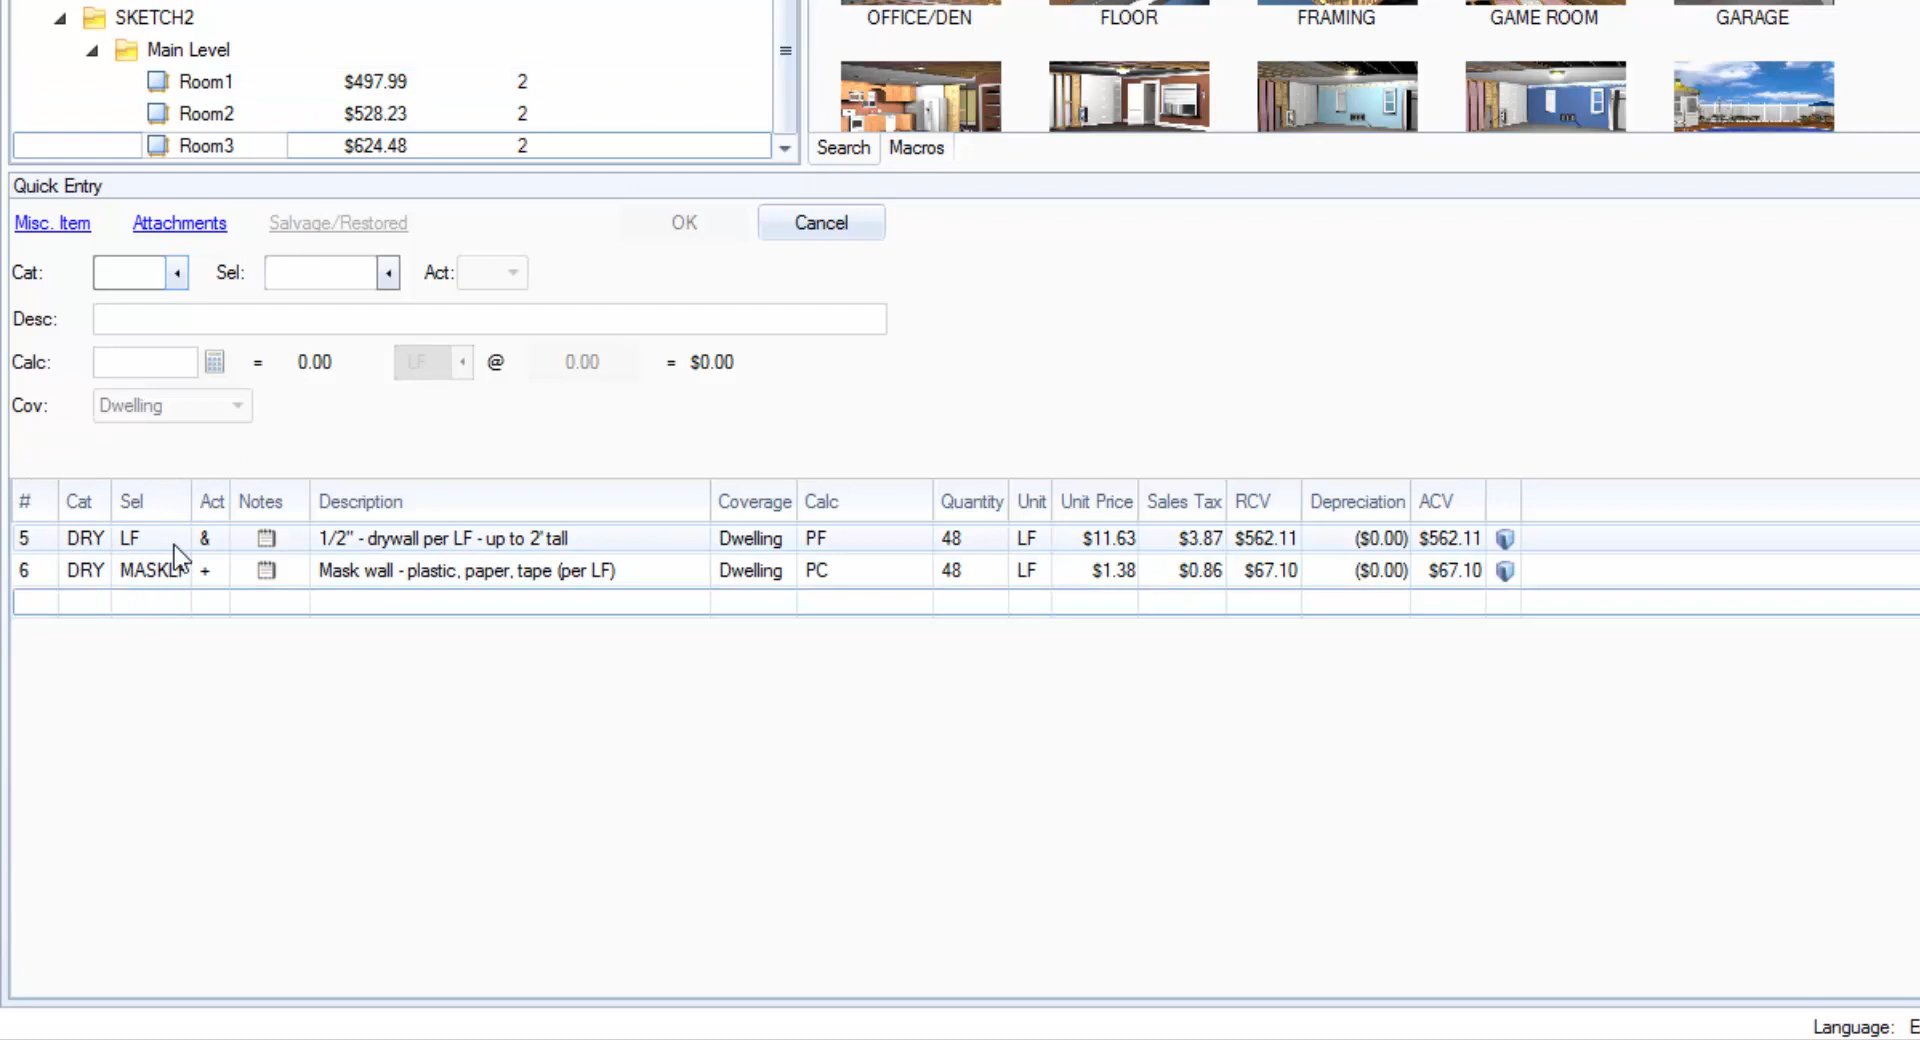 SKETCH2
Main Level
Room1 $497.99 2
Room2 $528.23 2
Room3 $624.48 2
OFFICE/DEN FLOOR FRAMING GAME ROOM GARAGE
Search Macros
Quick Entry
Misc. Item Attachments Salvage/Restored OK Cancel
Cat: Sel: Act:
Desc:
Calc: = 0.00 LF @ 0.00 = $0.00
Cov: Dwelling
# Cat Sel Act Notes Description Coverage Calc Quantity Unit Unit Price Sales Tax RCV Depreciation ACV
5 DRY LF & 1/2" - drywall per LF - up to 2' tall Dwelling PF 48 LF $11.63 $3.87 $562.11 ($0.00) $562.11
6 DRY MASKLF + Mask wall - plastic, paper, tape (per LF) Dwelling PC 48 LF $1.38 $0.86 $67.10 ($0.00) $67.10
Language: E